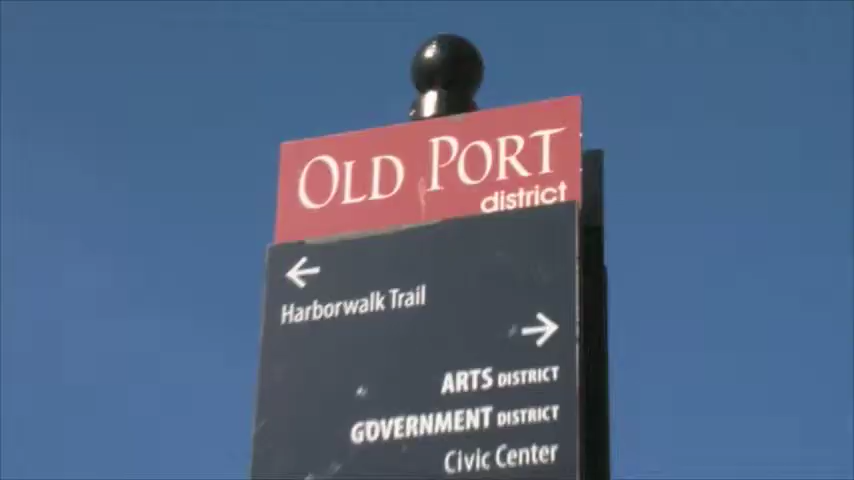 OLD PORT
district
←
Harborwalk Trail
→
ARTS DISTRICT
GOVERNMENT DISTRICT
Civic Center